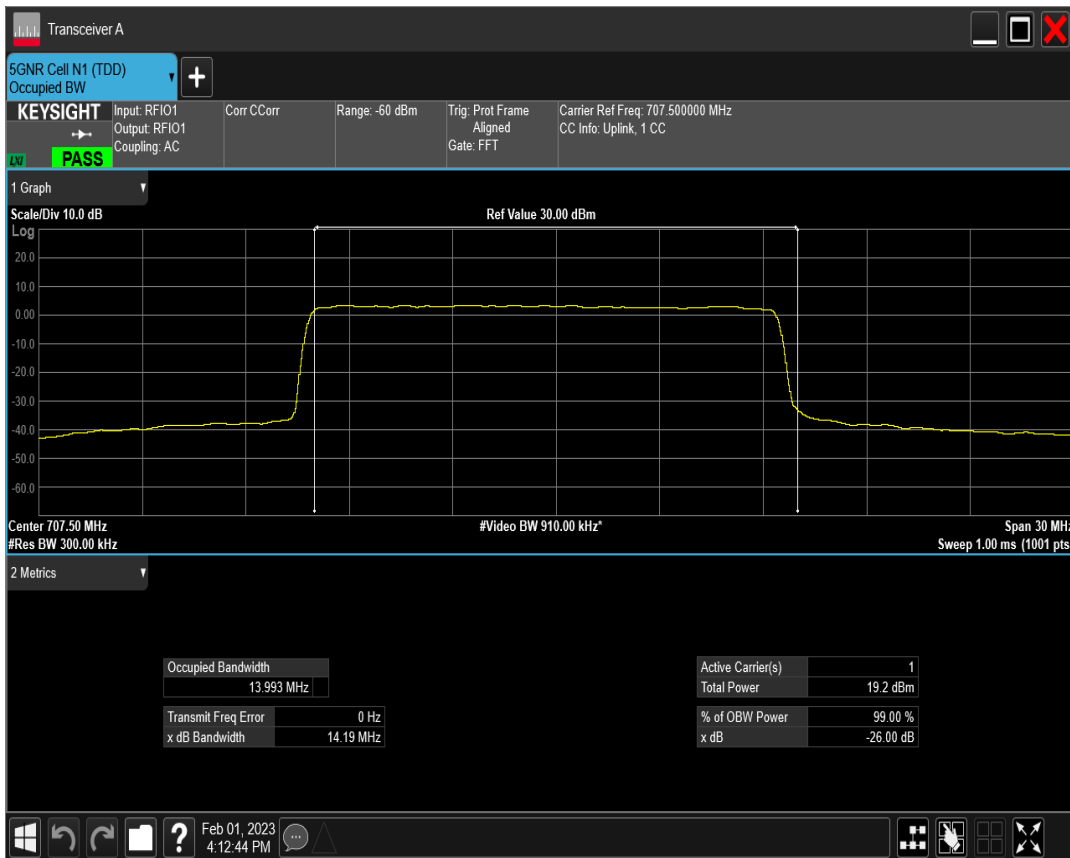 Transceiver A
5GNR Cell N1 (TDD)
Occupied BW
+
KEYSIGHT
LXI
PASS
Input: RFIO1
Output: RFIO1
Coupling: AC
Corr CCorr
Range: -60 dBm
Trig: Prot Frame
Aligned
Gate: FFT
Carrier Ref Freq: 707.500000 MHz
CC Info: Uplink, 1 CC
1 Graph
Scale/Div 10.0 dB
Ref Value 30.00 dBm
Log
20.0
10.0
0.00
-10.0
-20.0
-30.0
-40.0
-50.0
-60.0
Center 707.50 MHz
#Video BW 910.00 kHz*
Span 30 MHz
#Res BW 300.00 kHz
Sweep 1.00 ms (1001 pts
2 Metrics
Occupied Bandwidth
13.993 MHz
Transmit Freq Error 0 Hz
x dB Bandwidth 14.19 MHz
Active Carrier(s) 1
Total Power 19.2 dBm
% of OBW Power 99.00 %
x dB -26.00 dB
?
Feb 01, 2023
4:12:44 PM